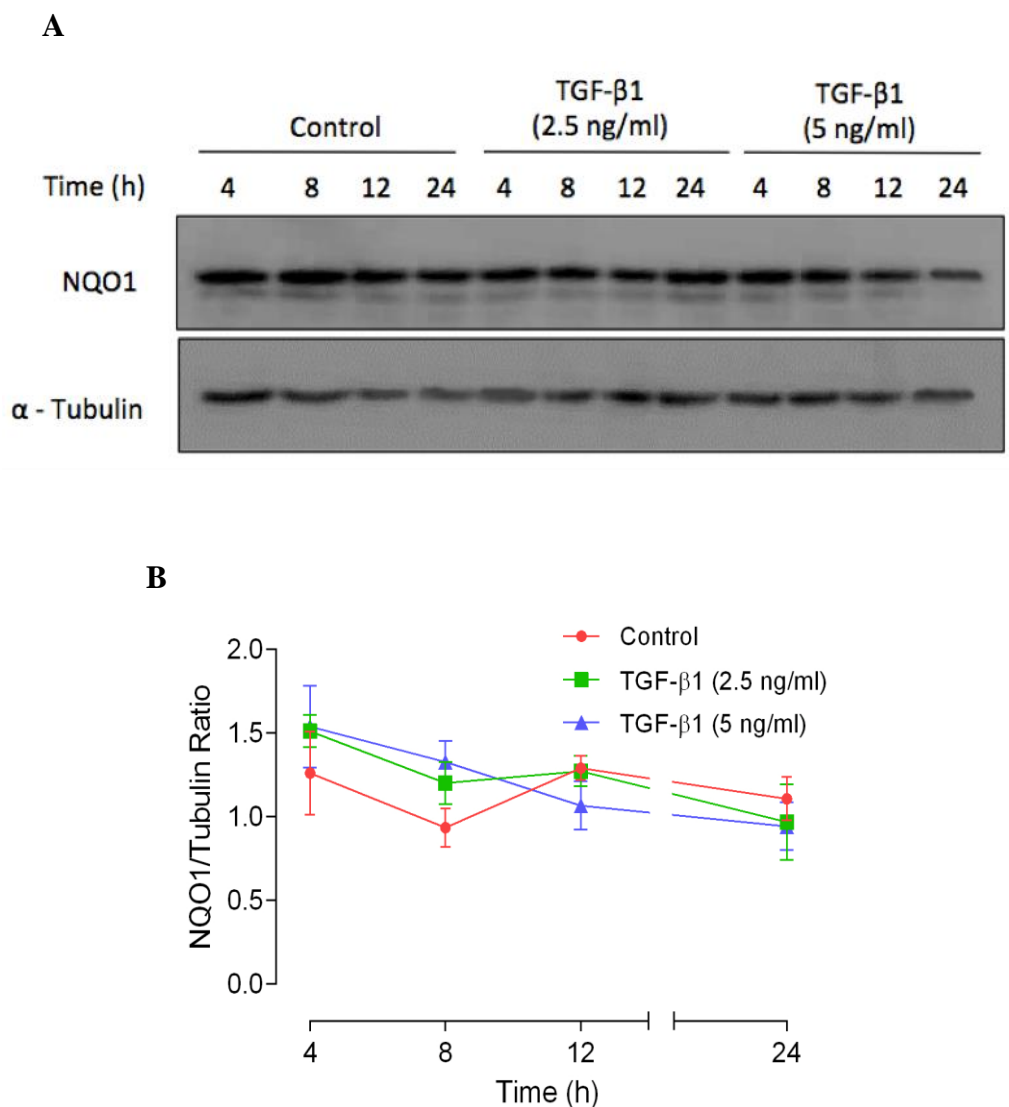 A
Control
TGF-β1
(2.5 ng/ml)
TGF-β1
(5 ng/ml)
Time (h) 4 8 12 24 4 8 12 24 4 8 12 24
NQO1
α - Tubulin
B
Control
TGF-β1 (2.5 ng/ml)
TGF-β1 (5 ng/ml)
NQO1/Tubulin Ratio
2.0
1.5
1.0
0.5
0.0
4 8 12 24
Time (h)